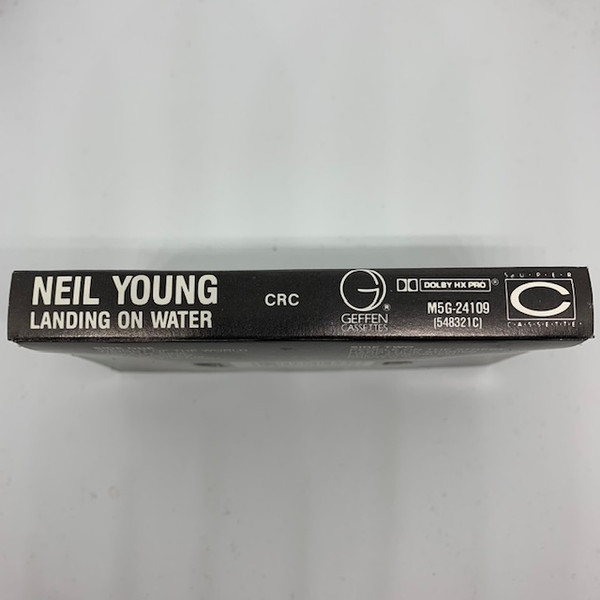 NEIL YOUNG
LANDING ON WATER
CRC
G
GEFFEN
CASSETTES
®
DOLBY HX PRO®
M5G-24109
(548321C)
SUPER
C
CASSETTE